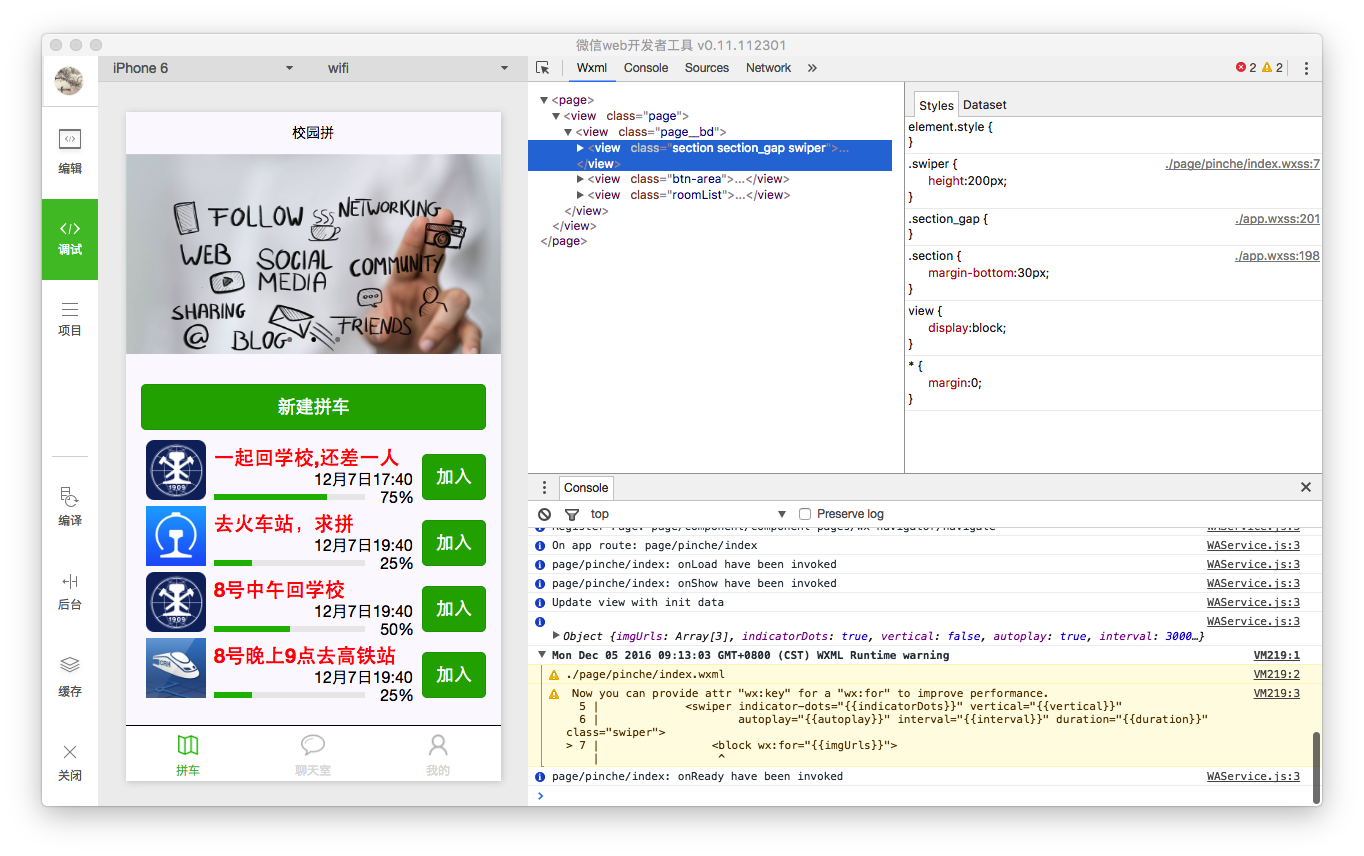 微信web开发者工具 v0.11.112301
iPhone 6
wifi
编辑
调试
项目
编译
后台
缓存
关闭
校园拼
FOLLOW
NETWORKING
WEB
SOCIAL MEDIA
COMMUNITY
SHARING
@
BLOG
FRIENDS
新建拼车
1909
一起回学校,还差一人
12月7日17:40
75%
加入
去火车站，求拼
12月7日19:40
25%
加入
1909
8号中午回学校
12月7日19:40
50%
加入
CRH
8号晚上9点去高铁站
12月7日19:40
25%
加入
拼车
聊天室
我的
Wxml Console Sources Network »
2 2
▼<page>
▼<view class="page">
▼<view class="page__bd">
▶<view class="section section_gap swiper">...
</view>
▶<view class="btn-area">...</view>
▶<view class="roomList">...</view>
</view>
</view>
</page>
Styles Dataset
element.style {
}
.swiper { ./page/pinche/index.wxss:7
height:200px;
}
.section_gap { ./app.wxss:201
}
.section { ./app.wxss:198
margin-bottom:30px;
}
view {
display:block;
}
* {
margin:0;
}
Console
top
Preserve log
Register Page: page/component/component-pages/wx-navigator/navigate WAService.js:3
On app route: page/pinche/index WAService.js:3
page/pinche/index: onLoad have been invoked WAService.js:3
page/pinche/index: onShow have been invoked WAService.js:3
Update view with init data WAService.js:3
WAService.js:3
▶Object {imgUrls: Array[3], indicatorDots: true, vertical: false, autoplay: true, interval: 3000…}
▼Mon Dec 05 2016 09:13:03 GMT+0800 (CST) WXML Runtime warning VM219:1
./page/pinche/index.wxml VM219:2
Now you can provide attr "wx:key" for a "wx:for" to improve performance. VM219:3
5 | <swiper indicator-dots="{{indicatorDots}}" vertical="{{vertical}}"
6 | autoplay="{{autoplay}}" interval="{{interval}}" duration="{{duration}}"
class="swiper">
> 7 | <block wx:for="{{imgUrls}}">
| ^
page/pinche/index: onReady have been invoked WAService.js:3
>